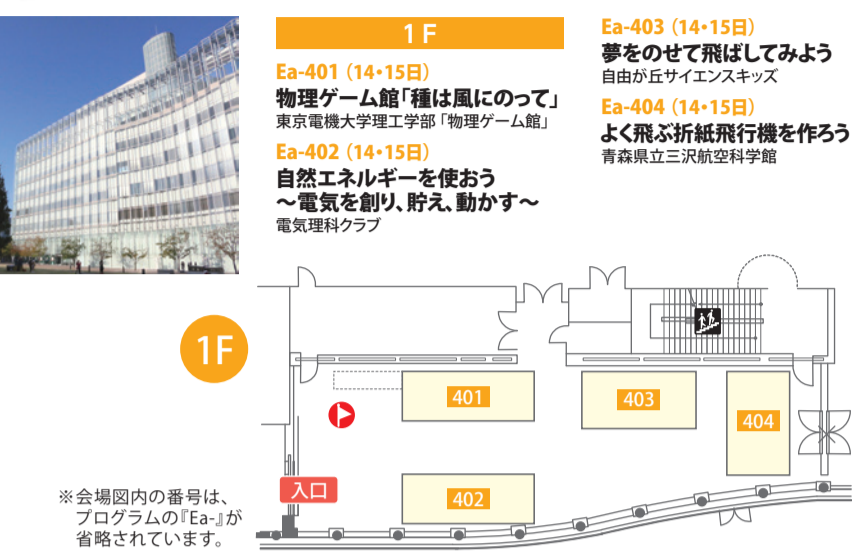 1F
Ea-401（14・15日）
物理ゲーム館「種は風にのって」
東京電機大学理工学部「物理ゲーム館」
Ea-402（14・15日）
自然エネルギーを使おう
～電気を創り、貯え、動かす～
電気理科クラブ
Ea-403（14・15日）
夢をのせて飛ばしてみよう
自由が丘サイエンスキッズ
Ea-404（14・15日）
よく飛ぶ折紙飛行機を作ろう
青森県立三沢航空科学館
1F
401
403
404
402
入口
※会場図内の番号は、
プログラムの『Ea-』が
省略されています。